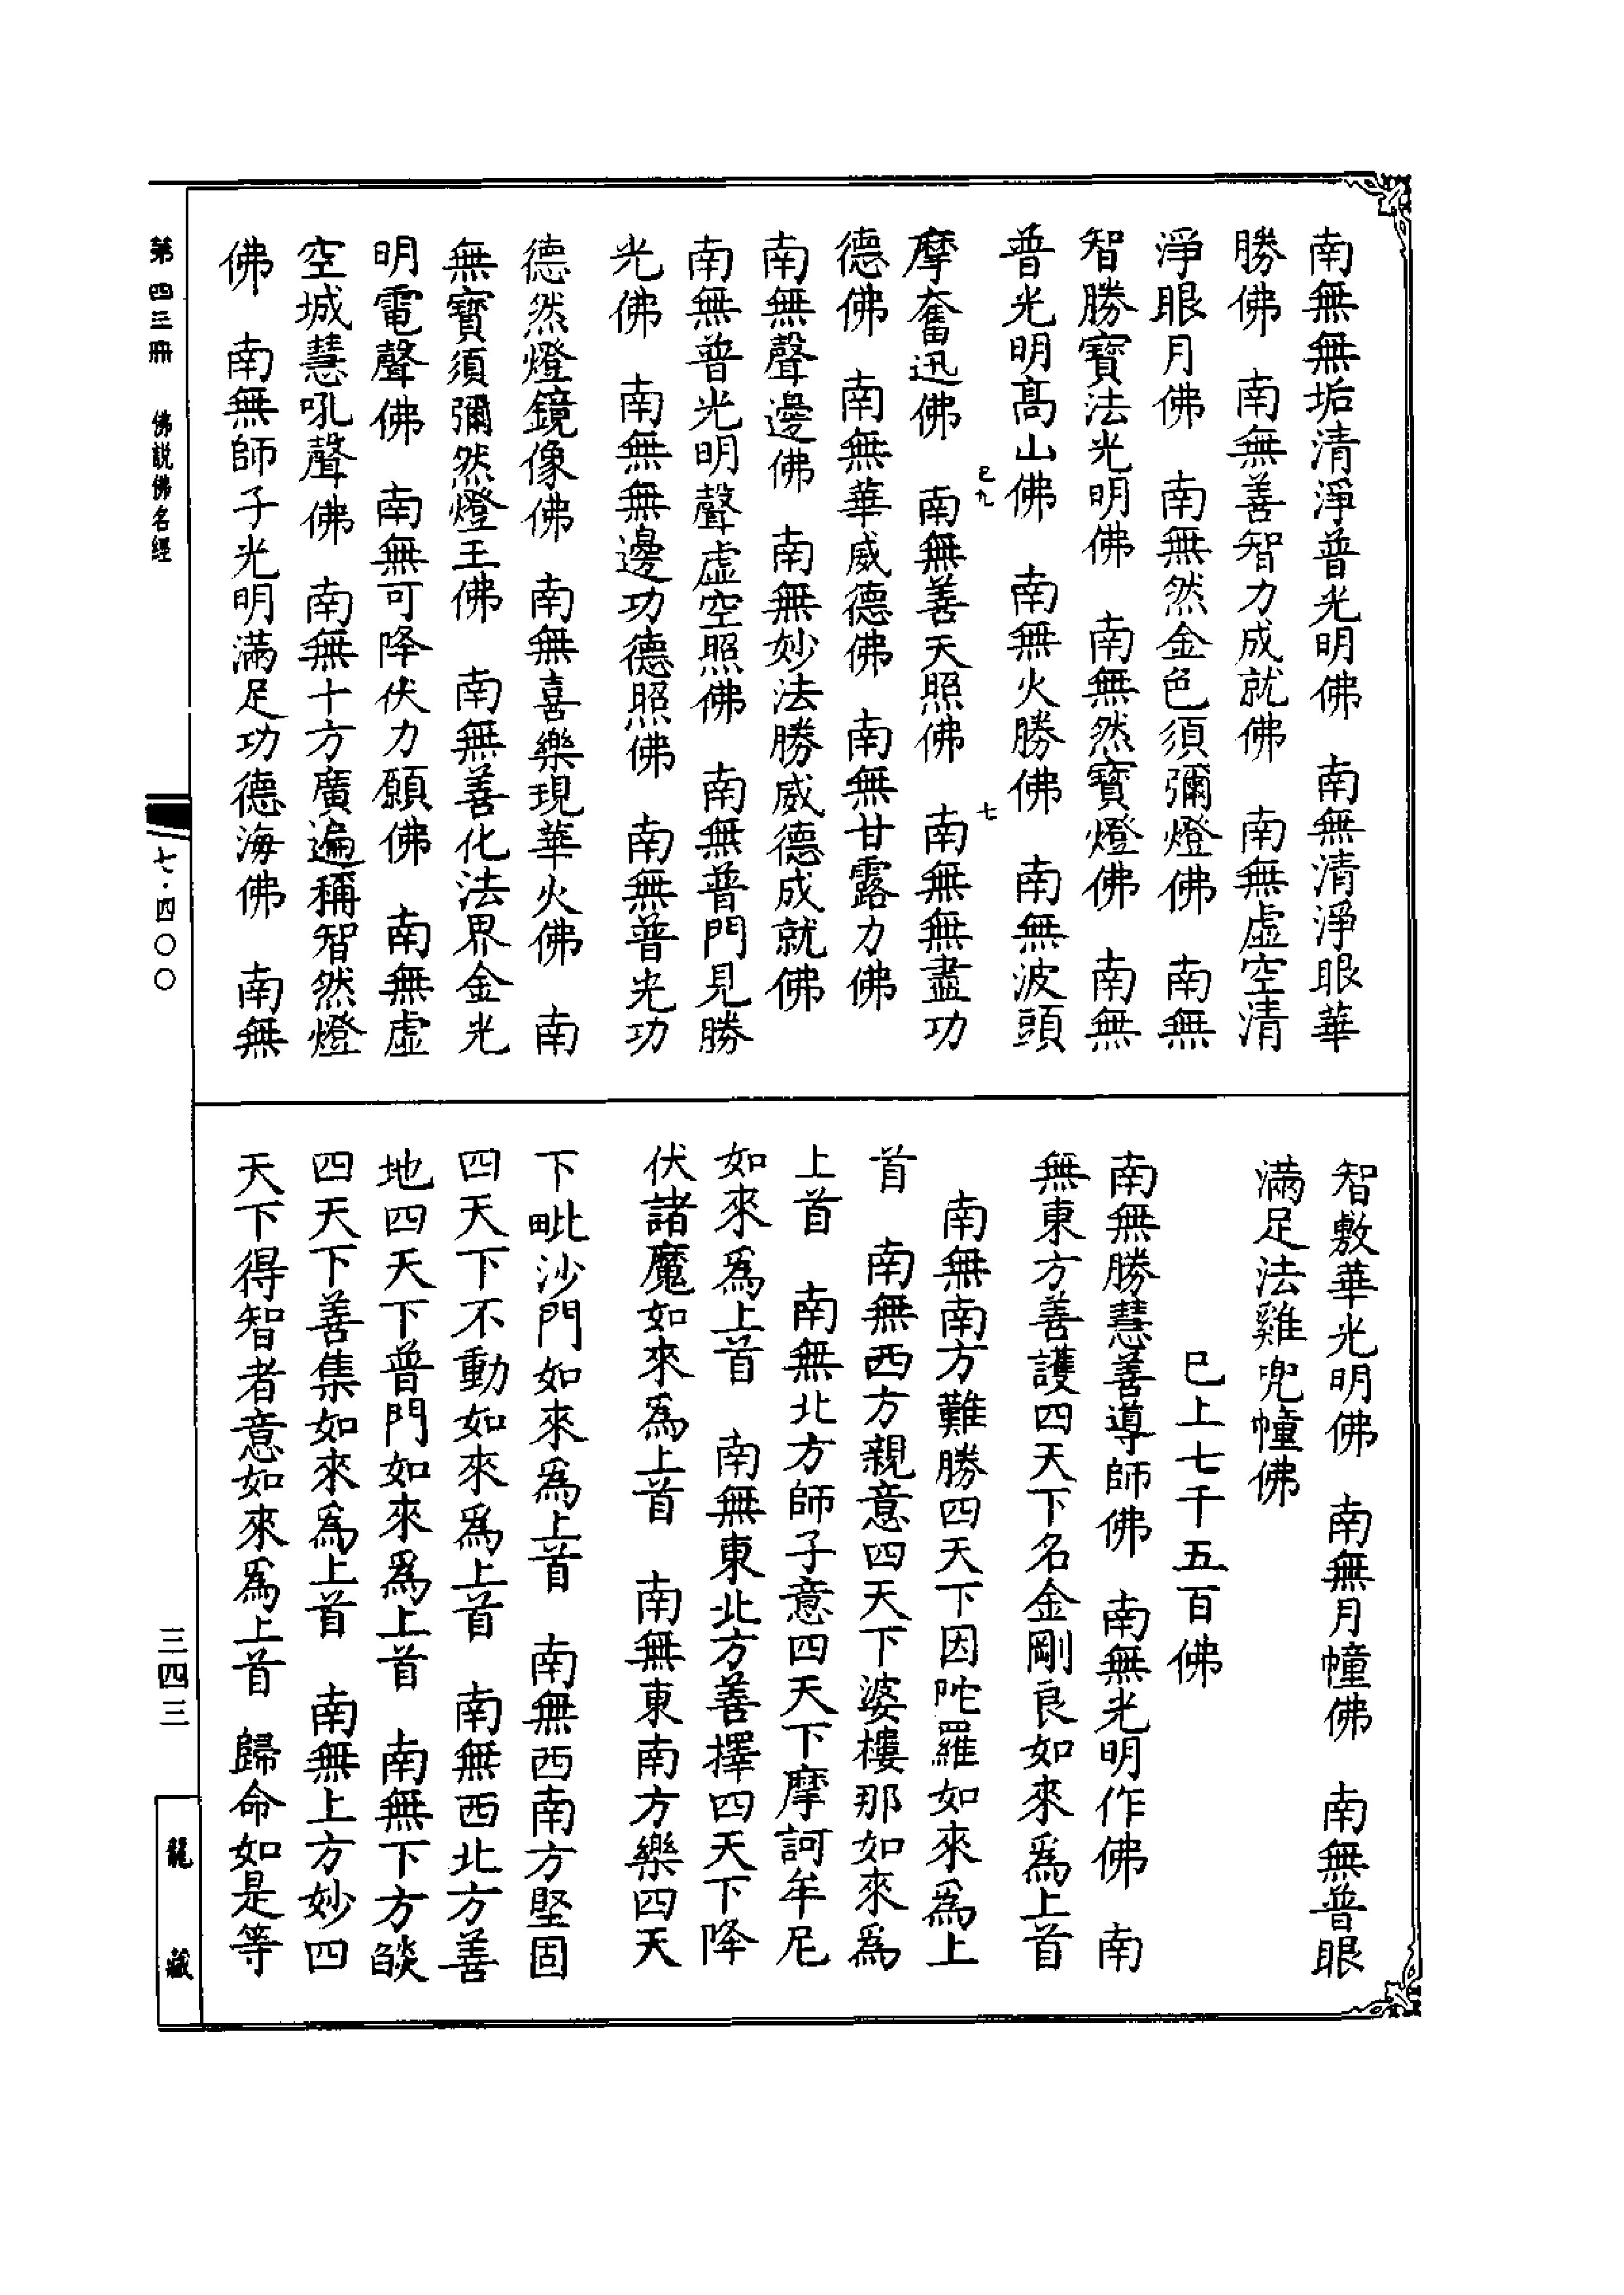 南無無垢清淨普光明佛　南無清淨眼華
勝佛　南無善智力成就佛　南無虛空清
淨眼月佛　南無然金色須彌燈佛　南無
智勝寶法光明佛　南無然寶燈佛　南無
普光明髙山佛　南無火勝佛　南無波頭
巳九　七
摩奮迅佛　南無善天照佛　南無無盡功
德佛　南無華威德佛　南無甘露力佛
南無聲邊佛　南無妙法勝威德成就佛
南無普光明聲虛空照佛　南無普門見勝
光佛　南無無邊功德照佛　南無普光功
德然燈鏡像佛　南無喜樂現華火佛　南
無寶須彌然燈王佛　南無善化法界金光
明電聲佛　南無可降伏力願佛　南無虛
空城慧吼聲佛　南無十方廣遍稱智然燈
佛　南無師子光明滿足功德海佛　南無
智敷華光明佛　南無月幢佛　南無普眼
滿足法雞兜幢佛
巳上七千五百佛
南無勝慧善導師佛　南無光明作佛　南
無東方善護四天下名金剛良如來爲上首
南無南方難勝四天下因陀羅如來爲上
首　南無西方親意四天下婆樓那如來爲
上首　南無北方師子意四天下摩訶牟尼
如來爲上首　南無東北方善擇四天下降
伏諸魔如來爲上首　南無東南方樂四天
下毗沙門如來爲上首　南無西南方堅固
四天下不動如來爲上首　南無西北方善
地四天下普門如來爲上首　南無下方燄
四天下善集如來爲上首　南無上方妙四
天下得智者意如來爲上首　歸命如是等
第四三冊　佛説佛名經
七·四〇〇
三四三
龍藏